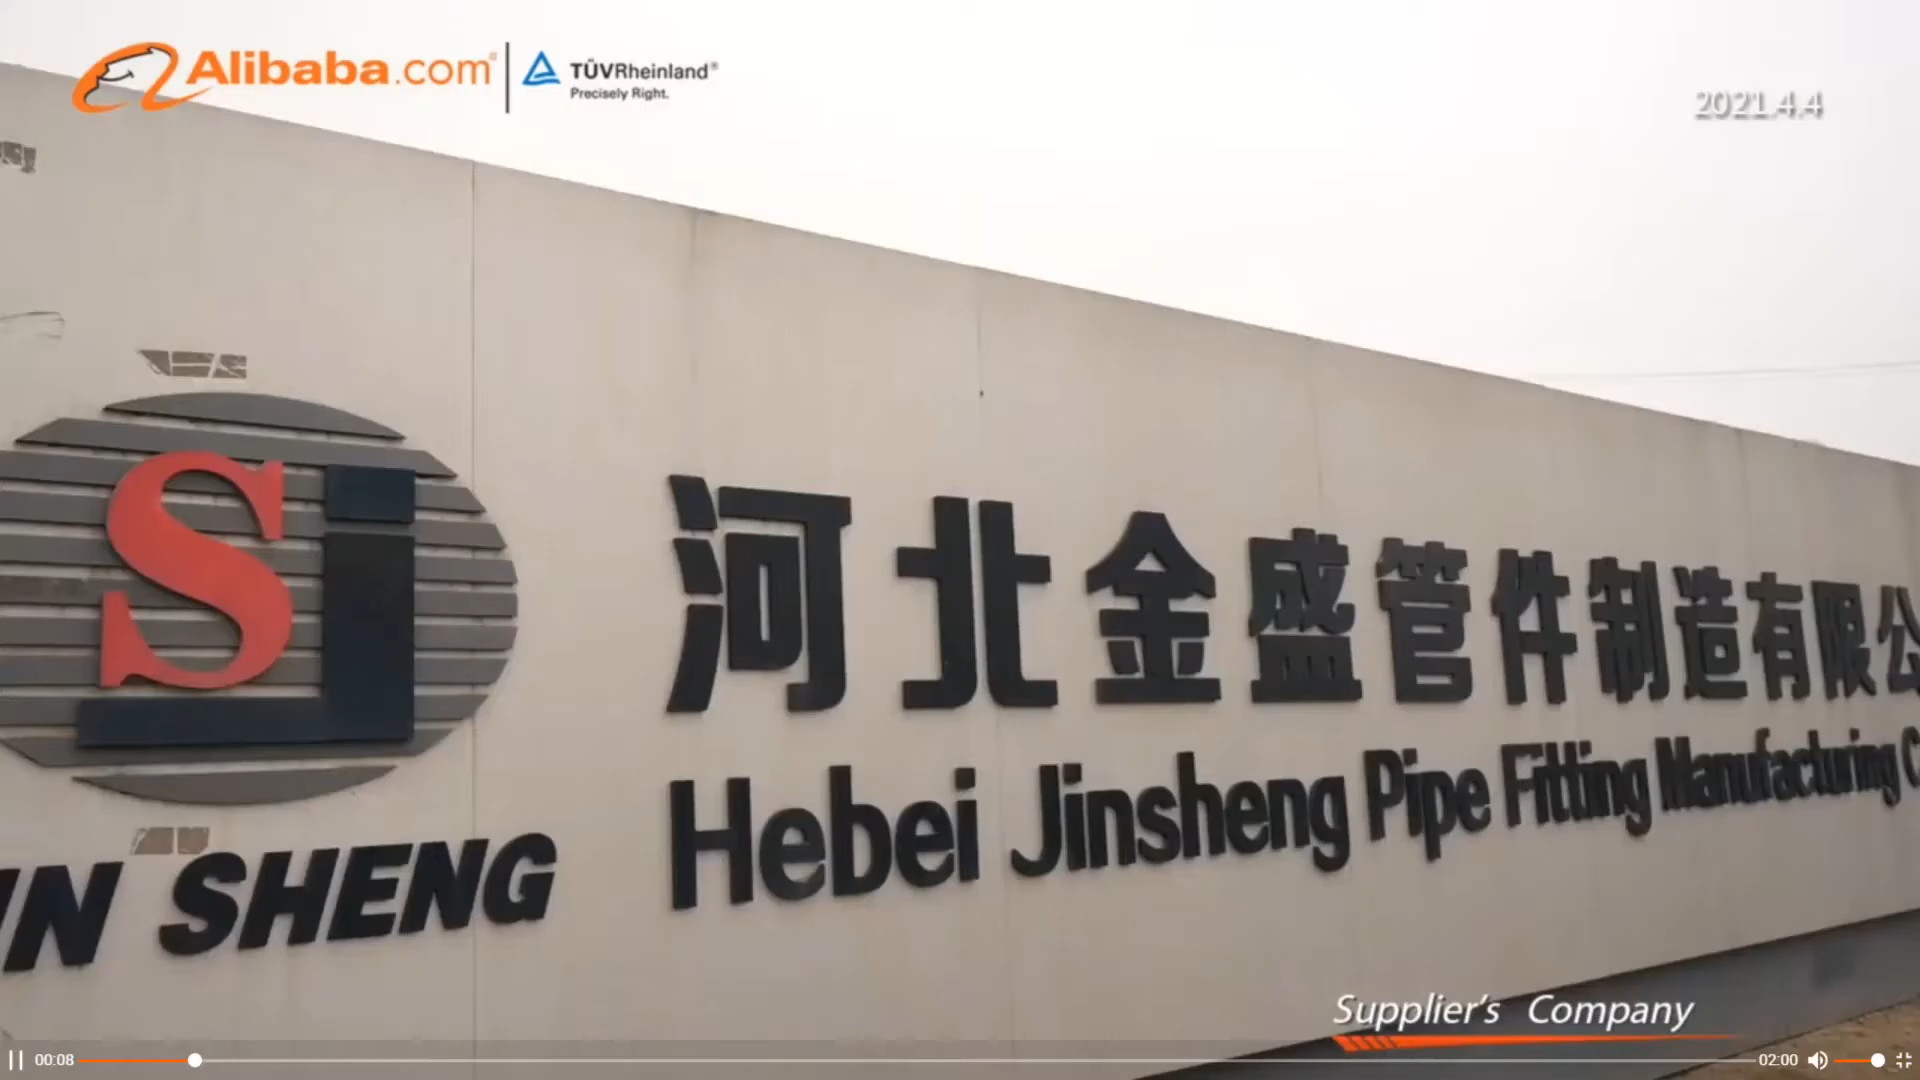 Alibaba.com
TÜVRheinland®
Precisely Right.
2021.4.4
SJ
河北金盛管件制造有限公
Hebei Jinsheng Pipe Fitting Manufacturing C
IN SHENG
Supplier's Company
00:08
02:00